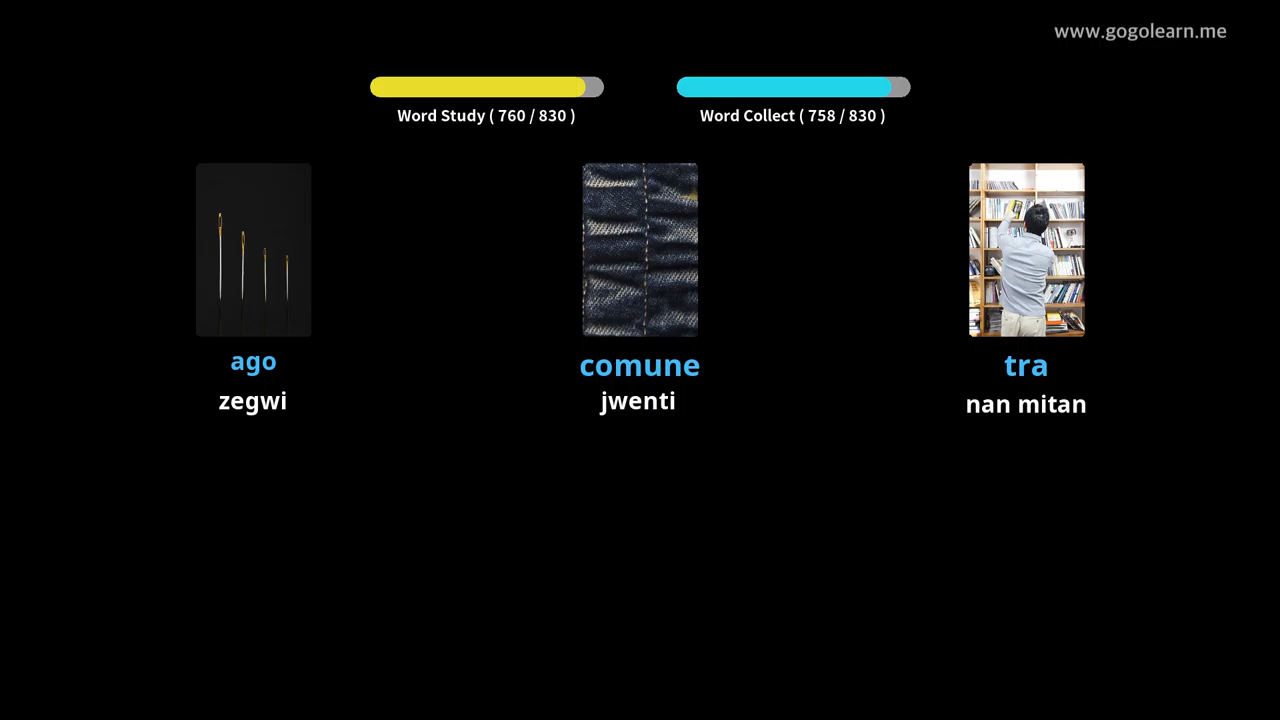 www.gogolearn.me
Word Study ( 760 / 830 )
Word Collect ( 758 / 830 )
ago
zegwi
comune
jwenti
tra
nan mitan